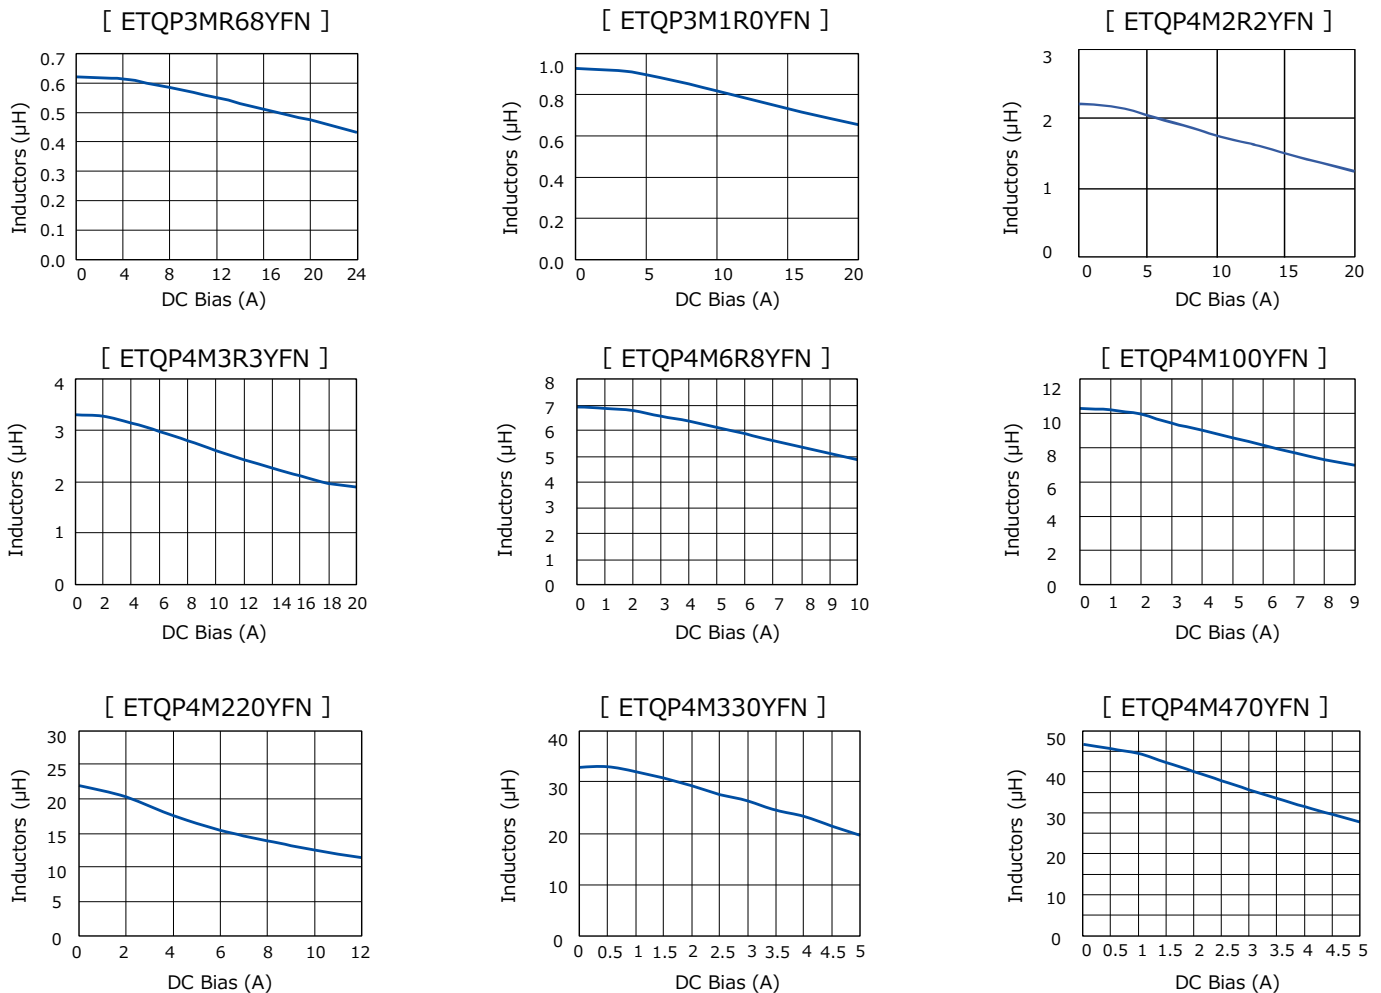 [ ETQP3MR68YFN ]
0.7
0.6
0.5
0.4
0.3
0.2
0.1
0.0
Inductors (μH)
0 4 8 12 16 20 24
DC Bias (A)
[ ETQP3M1R0YFN ]
1.0
0.8
0.6
0.4
0.2
0.0
Inductors (μH)
0 5 10 15 20
DC Bias (A)
[ ETQP4M2R2YFN ]
3
2
1
0
Inductors (μH)
0 5 10 15 20
DC Bias (A)
[ ETQP4M3R3YFN ]
4
3
2
1
0
Inductors (μH)
0 2 4 6 8 10 12 14 16 18 20
DC Bias (A)
[ ETQP4M6R8YFN ]
8
7
6
5
4
3
2
1
0
Inductors (μH)
0 1 2 3 4 5 6 7 8 9 10
DC Bias (A)
[ ETQP4M100YFN ]
12
10
8
6
4
2
0
Inductors (μH)
0 1 2 3 4 5 6 7 8 9
DC Bias (A)
[ ETQP4M220YFN ]
30
25
20
15
10
5
0
Inductors (μH)
0 2 4 6 8 10 12
DC Bias (A)
[ ETQP4M330YFN ]
40
30
20
10
0
Inductors (μH)
0 0.5 1 1.5 2 2.5 3 3.5 4 4.5 5
DC Bias (A)
[ ETQP4M470YFN ]
50
40
30
20
10
0
Inductors (μH)
0 0.5 1 1.5 2 2.5 3 3.5 4 4.5 5
DC Bias (A)